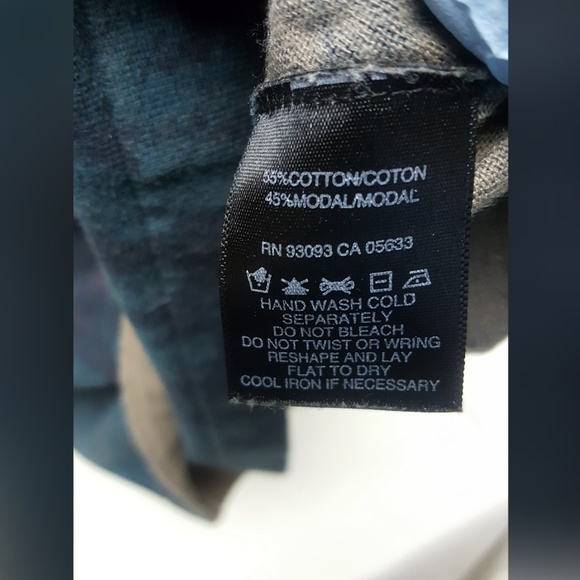 55%COTTON/COTON
45%MODAL/MODAL
RN 93093 CA 05633
HAND WASH COLD
SEPARATELY
DO NOT BLEACH
DO NOT TWIST OR WRING
RESHAPE AND LAY
FLAT TO DRY
COOL IRON IF NECESSARY